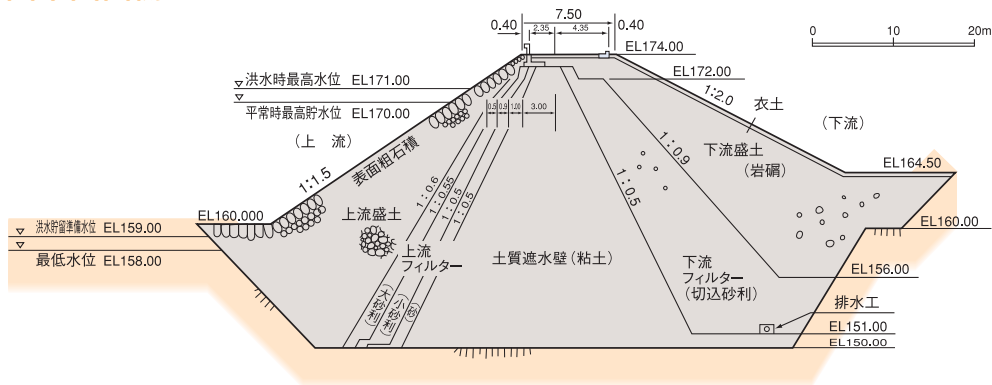 7.50
0.40
0.40
2.35
4.35
0
10
20m
EL174.00
洪水時最高水位 EL171.00
EL172.00
平常時最高貯水位 EL170.00
0.5
0.9
1.00
3.00
1:2.0
衣土
(上 流)
(下流)
表面粗石積
1:1.5
下流盛土
(岩碾)
1:0.9
EL164.50
1:0.6
1:0.55
1:0.5
1:0.5
1:0.5
EL160.000
上流盛土
EL160.00
洪水貯留準備水位 EL159.00
最低水位 EL158.00
上流
フィルター
土質遮水壁(粘土)
下流
フィルター
(切込砂利)
EL156.00
(大砂利)
(小砂利)
(砂)
排水工
EL151.00
EL150.00